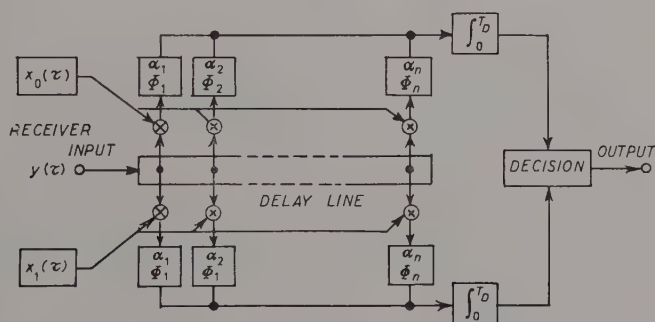 ∫₀^T_D
α₁ α₂ αₙ
Φ₁ Φ₂ Φₙ
x₀(τ)
RECEIVER
INPUT
y(τ)
DELAY LINE
DECISION
OUTPUT
x₁(τ)
α₁ α₂ αₙ
Φ₁ Φ₁ Φₙ
∫₀^T_D